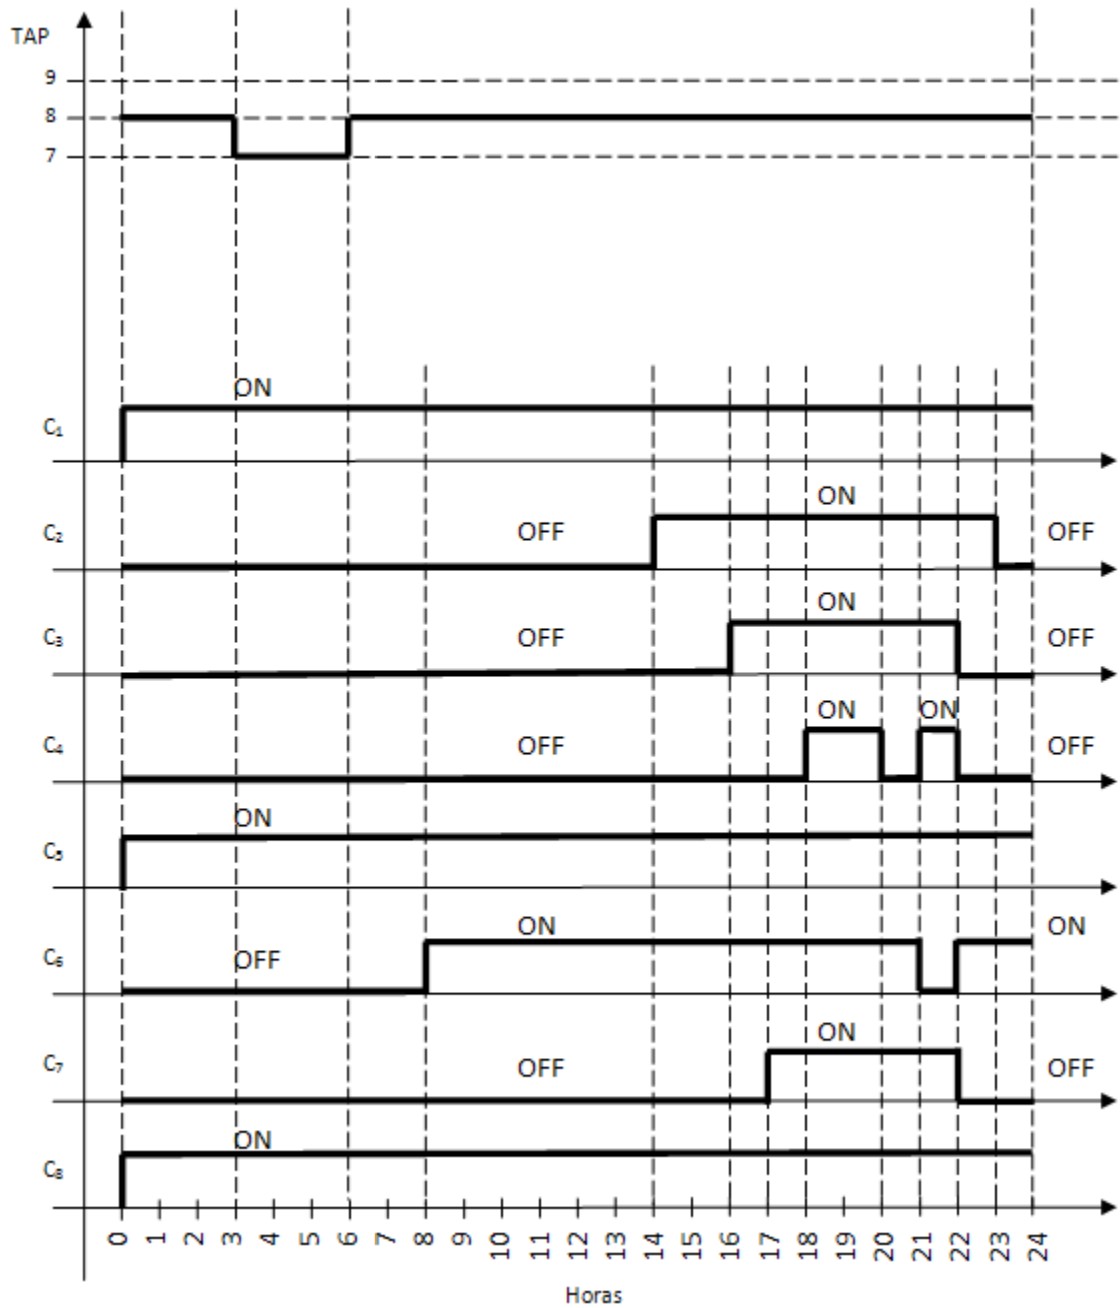 TAP
9
8
7
ON
C₁
ON
C₂ OFF OFF
ON
C₃ OFF OFF
ON ON
C₄ OFF OFF
ON
C₅
ON ON
C₆ OFF
ON
C₇ OFF OFF
ON
C₈
0 1 2 3 4 5 6 7 8 9 10 11 12 13 14 16 17 18 19 20 21 22 23 24
Horas